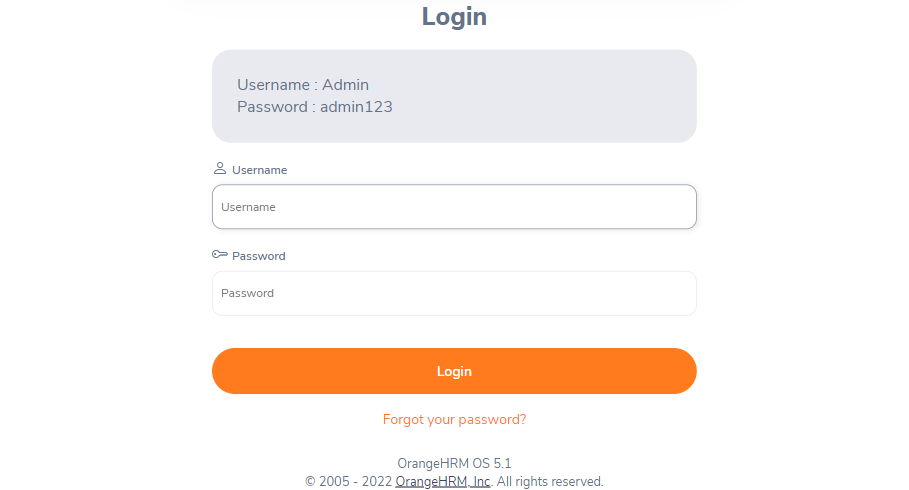 Login
Username : Admin
Password : admin123
Username
Username
Password
Password
Login
Forgot your password?
OrangeHRM OS 5.1
© 2005 - 2022 OrangeHRM, Inc. All rights reserved.